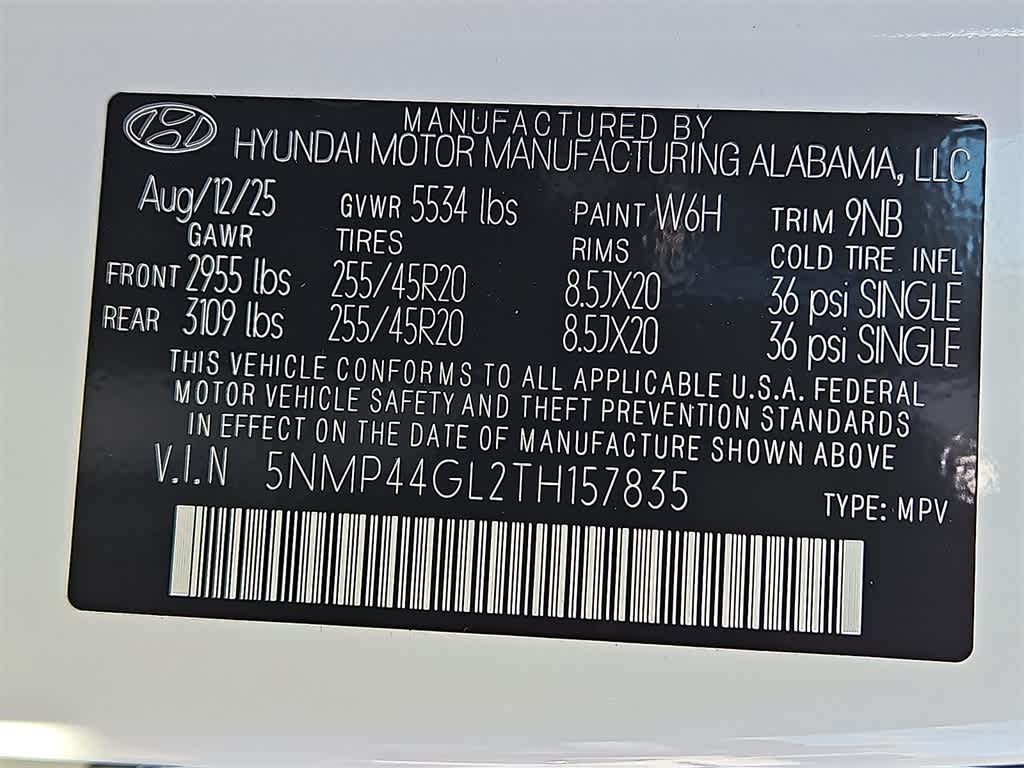 MANUFACTURED BY
HYUNDAI MOTOR MANUFACTURING ALABAMA, LLC
Aug/12/25 GVWR 5534 lbs PAINT W6H TRIM 9NB
GAWR TIRES RIMS COLD TIRE INFL
FRONT 2955 lbs 255/45R20 8.5JX20 36 psi SINGLE
REAR 3109 lbs 255/45R20 8.5JX20 36 psi SINGLE
THIS VEHICLE CONFORMS TO ALL APPLICABLE U.S.A. FEDERAL
MOTOR VEHICLE SAFETY AND THEFT PREVENTION STANDARDS
IN EFFECT ON THE DATE OF MANUFACTURE SHOWN ABOVE
V.I.N 5NMP44GL2TH157835
TYPE: MPV